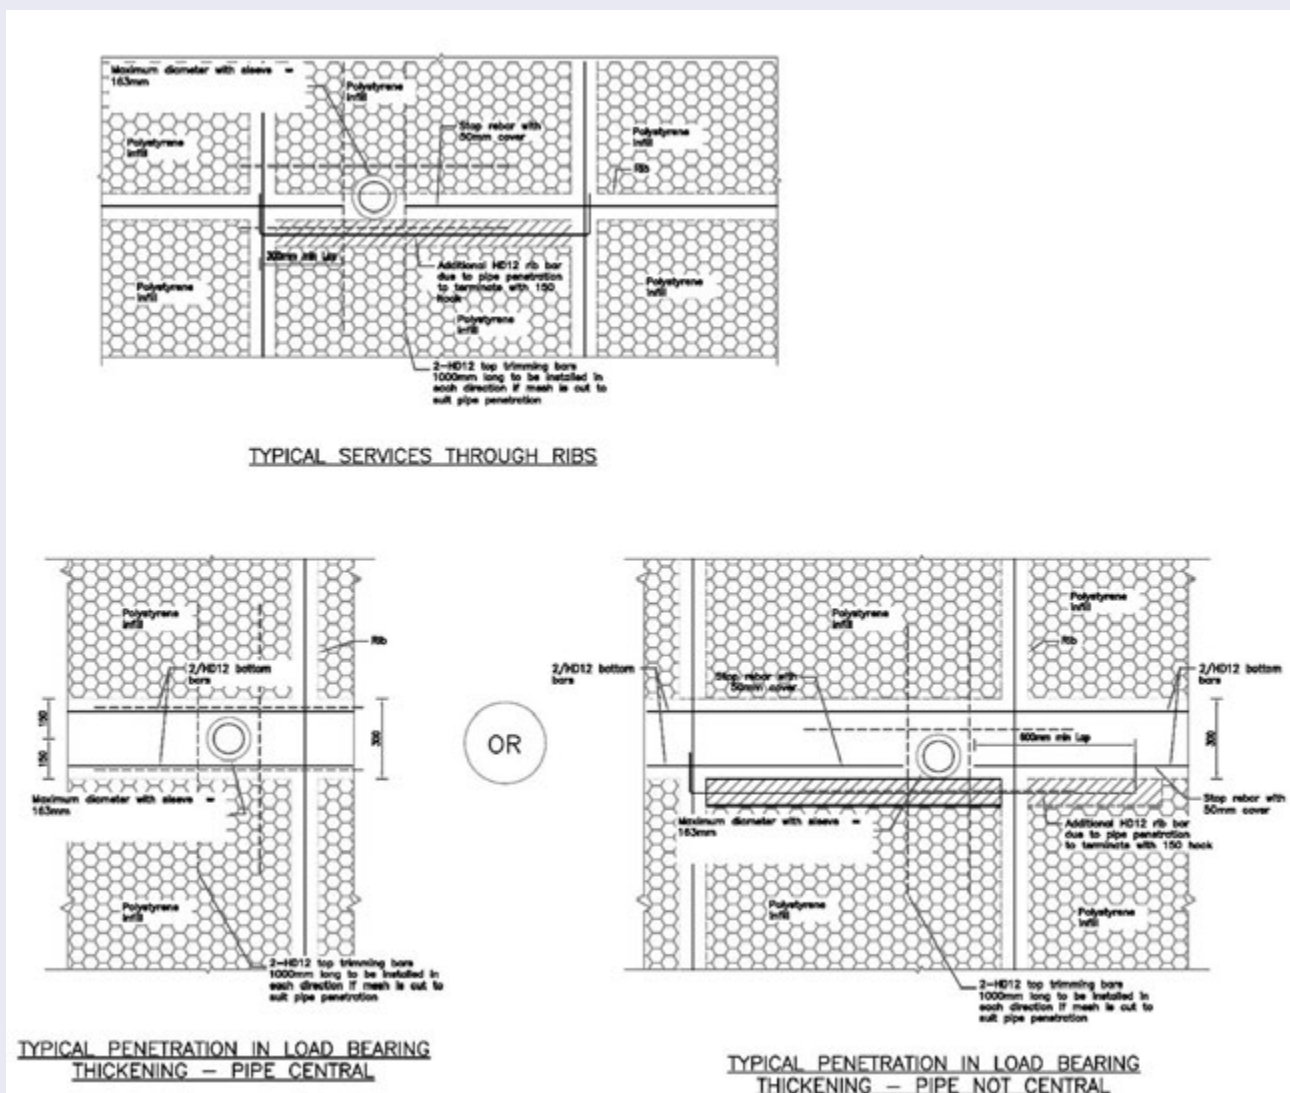 Maximum diameter with sleeve =
163mm
Polystyrene
infill
Polystyrene
infill
Stop rebar with
50mm cover
Polystyrene
infill
Rib
300mm min Lap
Polystyrene
infill
Additional HD12 rib bar
due to pipe penetration
to terminate with 150
hook
Polystyrene
infill
Polystyrene
infill
2-HD12 top trimming bars
1000mm long to be installed in
each direction if mesh is cut to
suit pipe penetration
TYPICAL SERVICES THROUGH RIBS
Polystyrene
infill
Rib
2/HD12 bottom
bars
150
150
300
Maximum diameter with sleeve =
163mm
Polystyrene
infill
2-HD12 top trimming bars
1000mm long to be installed in
each direction if mesh is cut to
suit pipe penetration
TYPICAL PENETRATION IN LOAD BEARING
THICKENING - PIPE CENTRAL
OR
Polystyrene
infill
Polystyrene
infill
Rib
2/HD12 bottom
bars
Stop rebar with
50mm cover
2/HD12 bottom
bars
min Lap
300
Stop rebar with
50mm cover
Maximum diameter with sleeve =
163mm
Additional HD12 rib bar
due to pipe penetration
to terminate with 150 hook
Polystyrene
infill
Polystyrene
infill
2-HD12 top trimming bars
1000mm long to be installed in
each direction if mesh is cut to
suit pipe penetration
TYPICAL PENETRATION IN LOAD BEARING
THICKENING - PIPE NOT CENTRAL